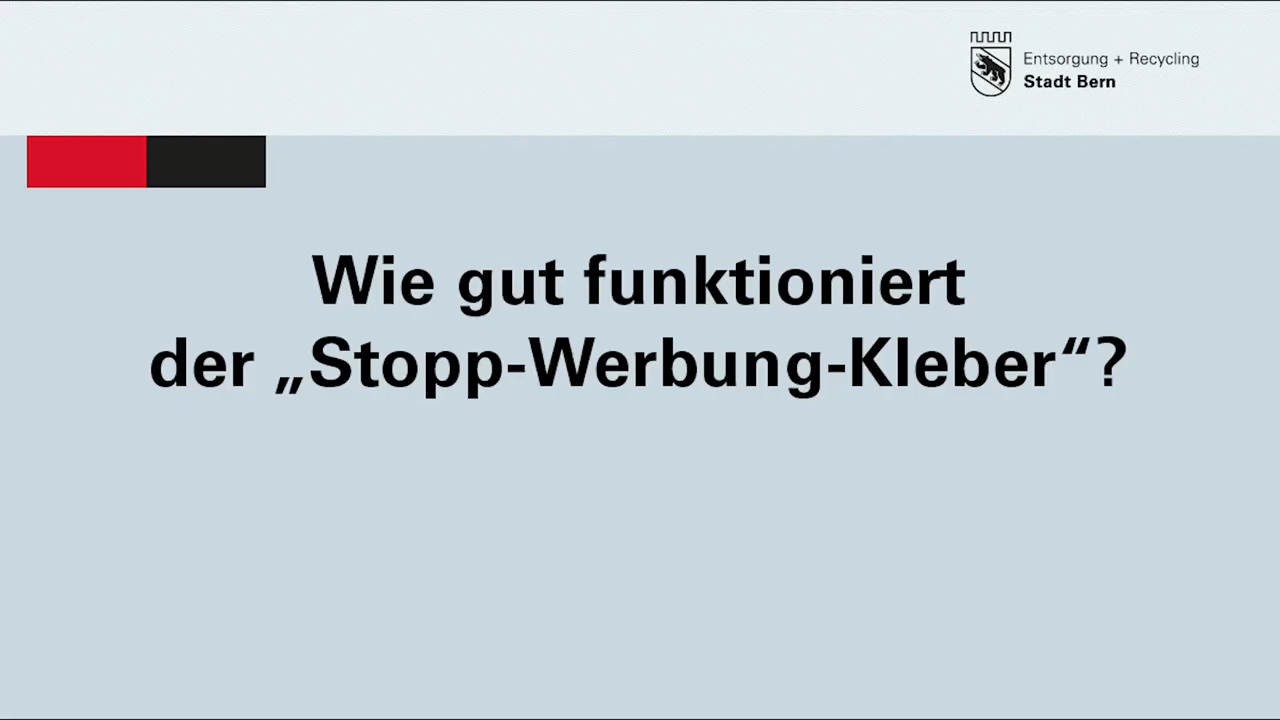 Entsorgung + Recycling
Stadt Bern
Wie gut funktioniert
der „Stopp-Werbung-Kleber“?